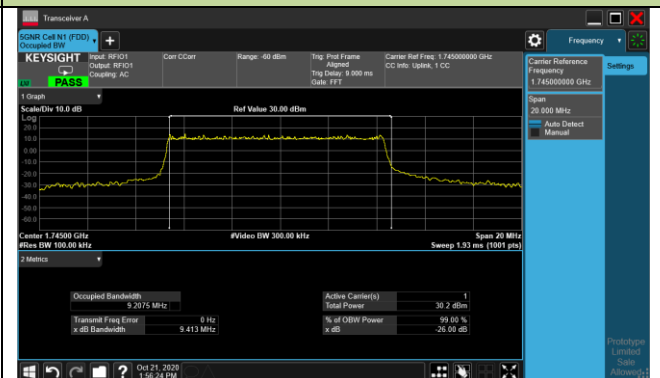 Transceiver A
5GNR Cell N1 (FDD)
Occupied BW
Frequency
KEYSIGHT
PASS
Input: RFIO1
Output: RFIO1
Coupling: AC
Corr CCorr
Range: -60 dBm
Trig: Prot Frame
Aligned
Trig Delay: 9.000 ms
Gate: FFT
Carrier Ref Freq: 1.745000000 GHz
CC Info: Uplink, 1 CC
Carrier Reference
Frequency
1.745000000 GHz
Settings
Span
20.000 MHz
Auto Detect
Manual
1 Graph
Scale/Div 10.0 dB
Ref Value 30.00 dBm
Log
20.0
10.0
0.00
-10.0
-20.0
-30.0
-40.0
-50.0
-60.0
Center 1.74500 GHz
#Video BW 300.00 kHz
Span 20 MHz
#Res BW 100.00 kHz
Sweep 1.93 ms (1001 pts)
2 Metrics
Occupied Bandwidth
9.2075 MHz
Active Carrier(s) 1
Total Power 30.2 dBm
Transmit Freq Error 0 Hz
x dB Bandwidth 9.413 MHz
% of OBW Power 99.00 %
x dB -26.00 dB
Prototype
Limited
Sale
Allowed
Oct 21, 2020
1:56:24 PM